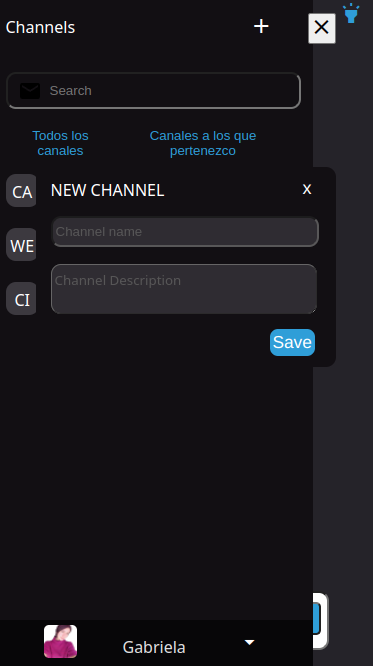 Channels
+
Search
Todos los
canales
Canales a los que
pertenezco
CA
NEW CHANNEL
x
Channel name
WE
Channel Description
CI
Save
Gabriela